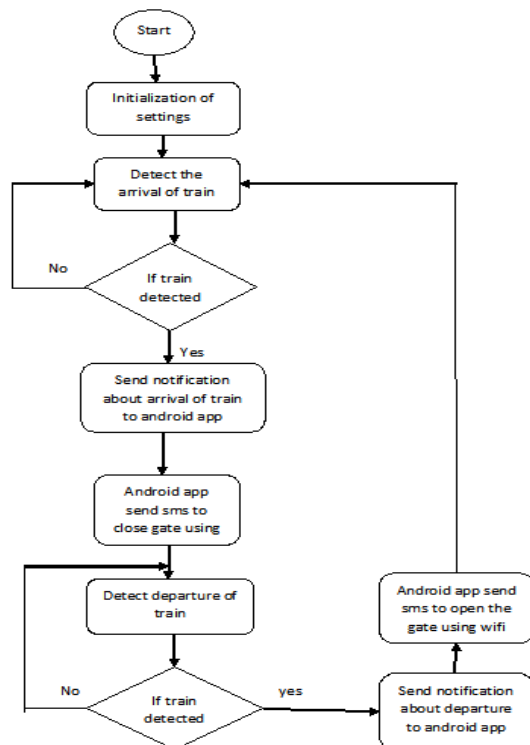 Start
Initialization of
settings
Detect the
arrival of train
No
If train
detected
Yes
Send notification
about arrival of train
to android app
Android app
send sms to
close gate using
Detect departure of
train
No
If train
detected
yes
Send notification
about departure
to android app
Android app send
sms to open the
gate using wifi